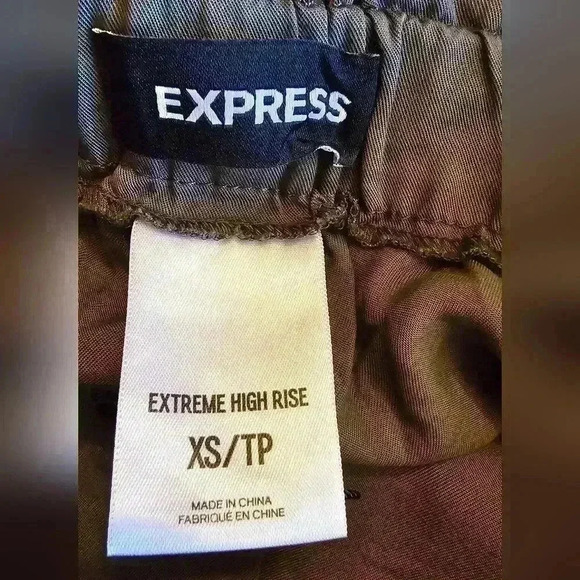 EXPRESS
EXTREME HIGH RISE
XS/TP
MADE IN CHINA
FABRIQUÉ EN CHINE